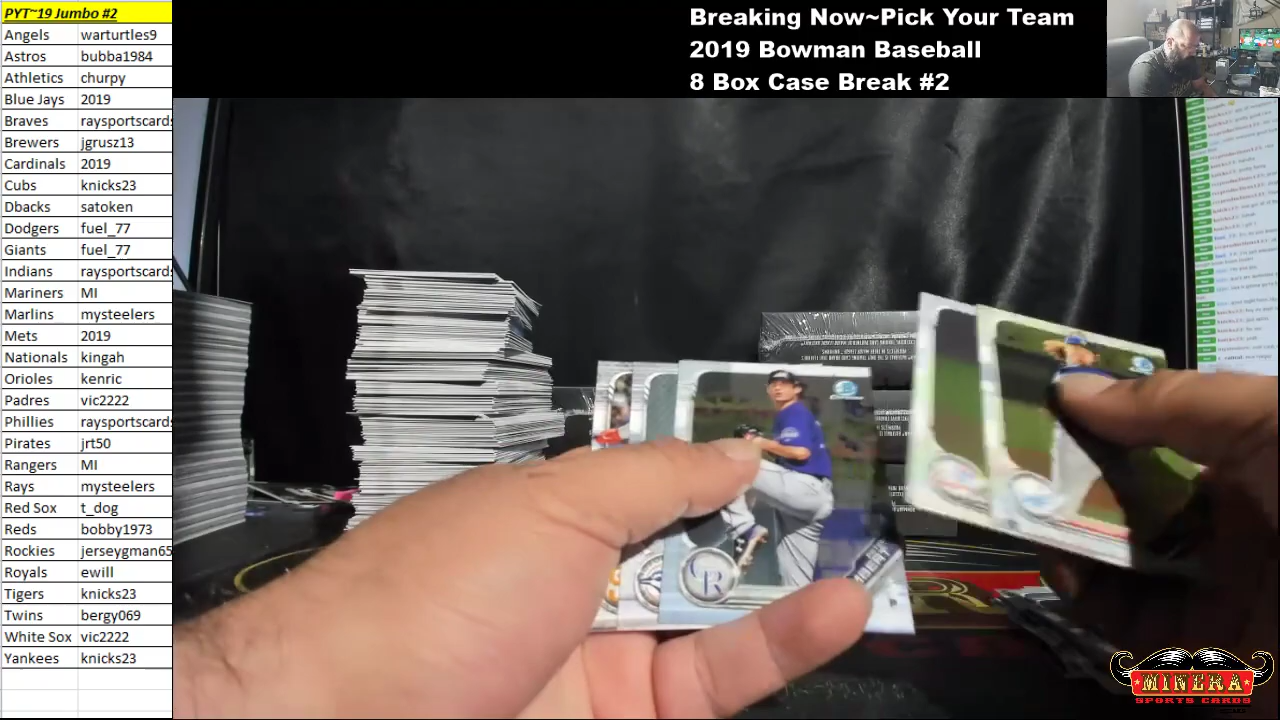 PYT~19 Jumbo #2
Angels warturtles9
Astros bubba1984
Athletics churpy
Blue Jays 2019
Braves raysportscards
Brewers jgrusz13
Cardinals 2019
Cubs knicks23
Dbacks satoken
Dodgers fuel_77
Giants fuel_77
Indians raysportscards
Mariners MI
Marlins mysteelers
Mets 2019
Nationals kingah
Orioles kenric
Padres vic2222
Phillies raysportscards
Pirates jrt50
Rangers MI
Rays mysteelers
Red Sox t_dog
Reds bobby1973
Rockies jerseygman65
Royals ewill
Tigers knicks23
Twins bergy069
White Sox vic2222
Yankees knicks23
Breaking Now~Pick Your Team
2019 Bowman Baseball
8 Box Case Break #2
CR
MINERA
SPORTS CARDS